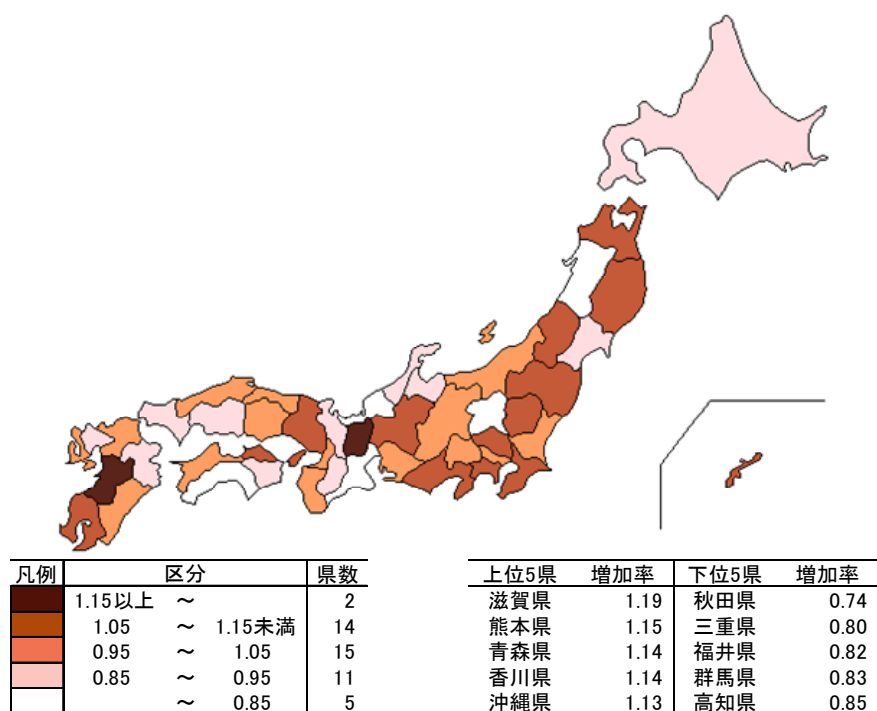 凡例 区分 県数
1.15以上 ～ 2
1.05 ～ 1.15未満 14
0.95 ～ 1.05 15
0.85 ～ 0.95 11
～ 0.85 5
上位5県 増加率 下位5県 増加率
滋賀県 1.19 秋田県 0.74
熊本県 1.15 三重県 0.80
青森県 1.14 福井県 0.82
香川県 1.14 群馬県 0.83
沖縄県 1.13 高知県 0.85